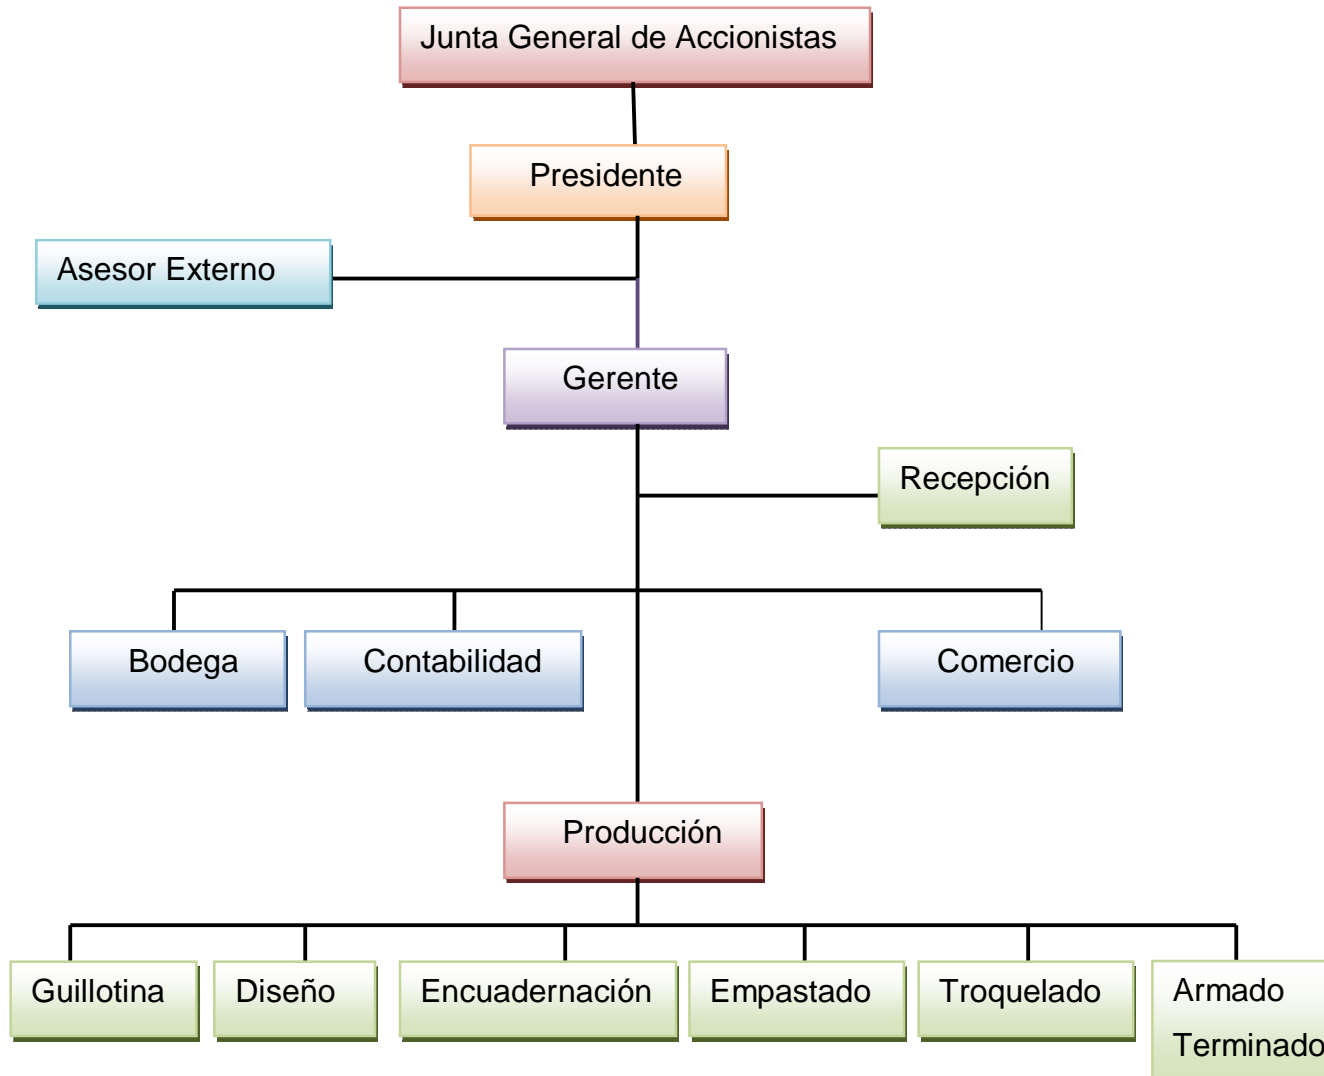 Junta General de Accionistas
Presidente
Asesor Externo
Gerente
Recepción
Bodega
Contabilidad
Comercio
Producción
Guillotina
Diseño
Encuadernación
Empastado
Troquelado
Armado
Terminado